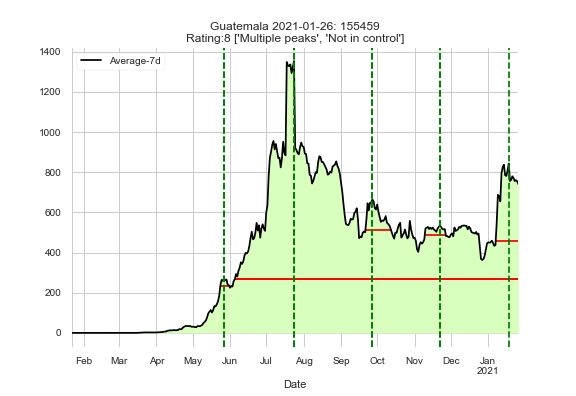 Guatemala 2021-01-26: 155459
Rating:8 ['Multiple peaks', 'Not in control']
Average-7d
1400
1200
1000
800
600
400
200
0
Feb Mar Apr May Jun Jul Aug Sep Oct Nov Dec Jan
2021
Date